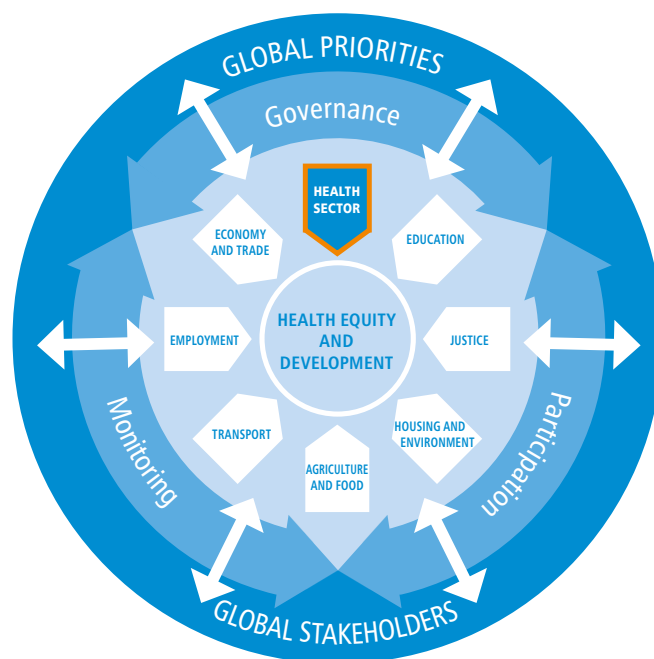 GLOBAL PRIORITIES
Governance
HEALTH
SECTOR
ECONOMY
AND TRADE
EDUCATION
EMPLOYMENT
HEALTH EQUITY
AND
DEVELOPMENT
JUSTICE
TRANSPORT
HOUSING AND
ENVIRONMENT
AGRICULTURE
AND FOOD
Monitoring
Participation
GLOBAL STAKEHOLDERS